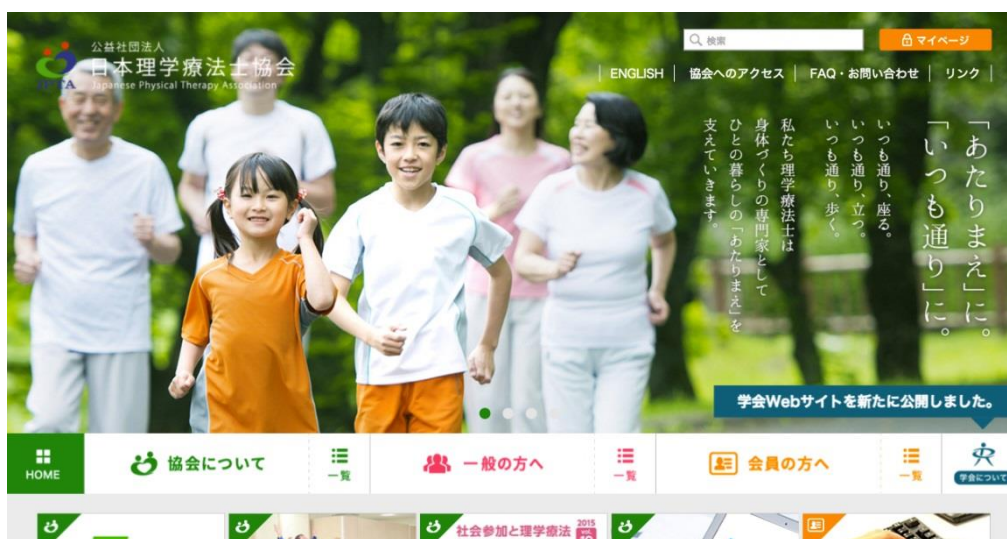 公益社団法人
日本理学療法士協会
Japanese Physical Therapy Association
検索
マイページ
ENGLISH
協会へのアクセス
FAQ・お問い合わせ
リンク
「あたりまえ」に。
「いつも通り」に。
いつも通り、座る。
いつも通り、立つ。
いつも通り、歩く。
私たち理学療法士は
身体づくりの専門家として
ひとの暮らしの「あたりまえ」を
支えていきます。
学会Webサイトを新たに公開しました。
HOME
協会について
一覧
一般の方へ
一覧
会員の方へ
一覧
学会について
社会参加と理学療法
2015